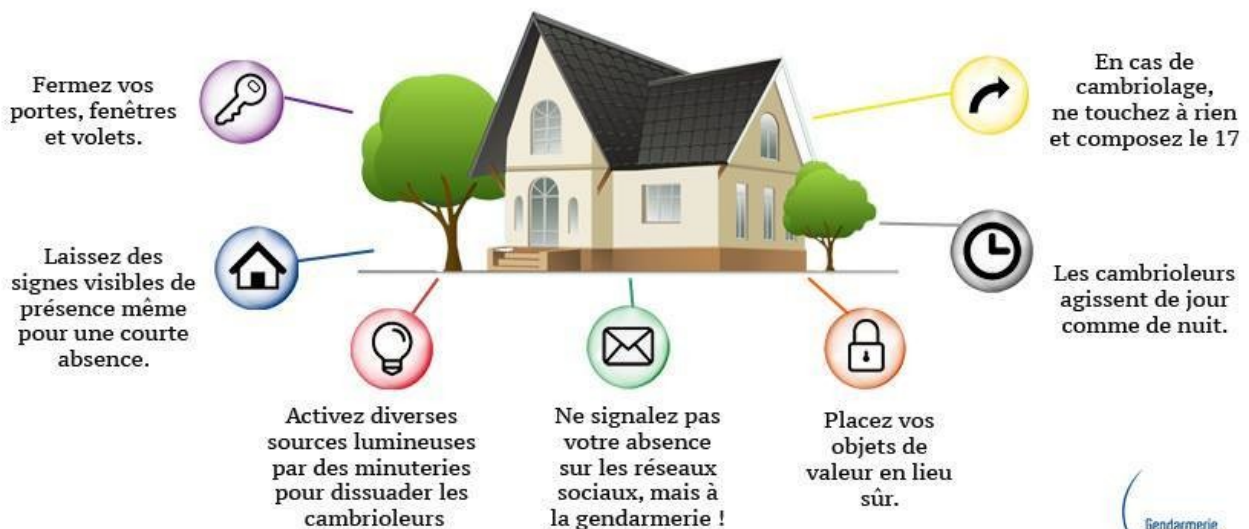 Fermez vos
portes, fenêtres
et volets.
En cas de
cambriolage,
ne touchez à rien
et composez le 17
Laissez des
signes visibles de
présence même
pour une courte
absence.
Les cambrioleurs
agissent de jour
comme de nuit.
Activez diverses
sources lumineuses
par des minuteries
pour dissuader les
cambrioleurs
Ne signalez pas
votre absence
sur les réseaux
sociaux, mais à
la gendarmerie !
Placez vos
objets de
valeur en lieu
sûr.
Gendarmerie